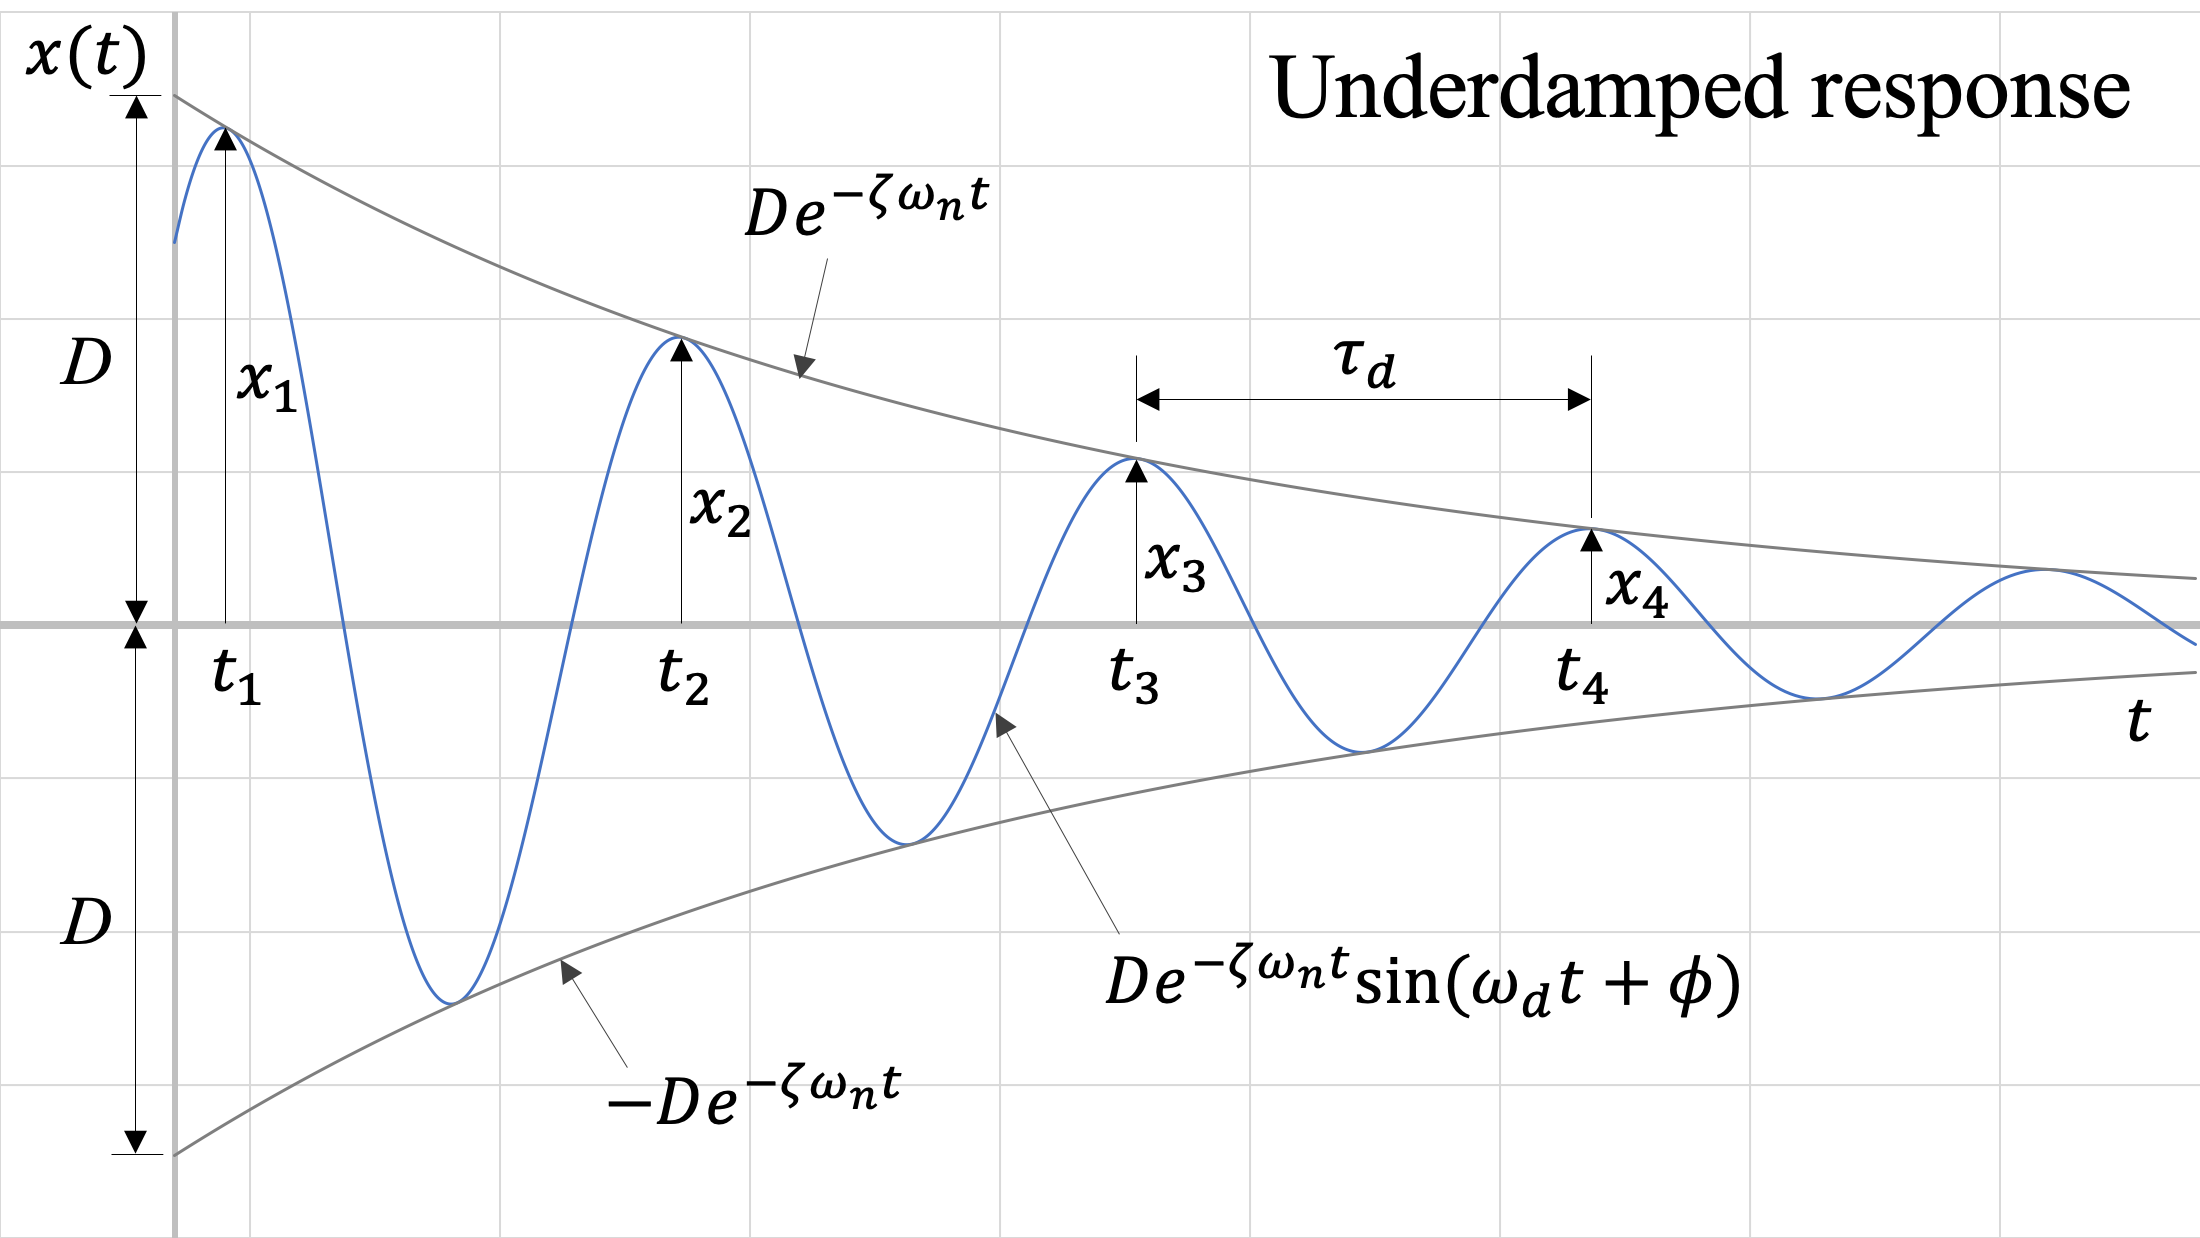 x(t)
Underdamped response
De^{-ζω_n t}
D
x_1
τ_d
x_2
x_3
x_4
t_1
t_2
t_3
t_4
t
D
De^{-ζω_n t}sin(ω_d t + ϕ)
−De^{-ζω_n t}